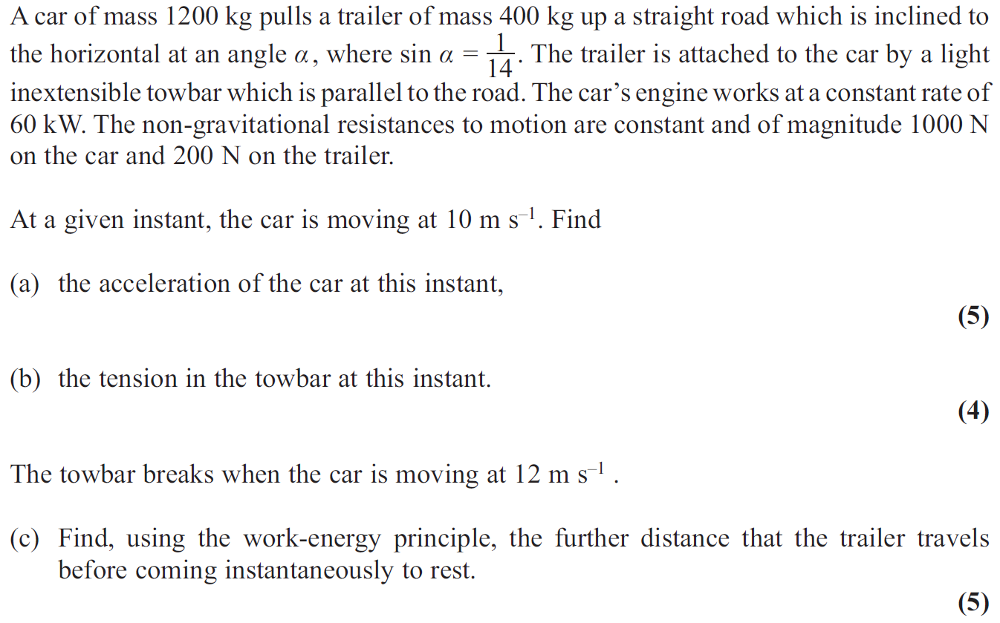 A car of mass 1200 kg pulls a trailer of mass 400 kg up a straight road which is inclined to
the horizontal at an angle α, where sin α = 1/14. The trailer is attached to the car by a light
inextensible towbar which is parallel to the road. The car’s engine works at a constant rate of
60 kW. The non-gravitational resistances to motion are constant and of magnitude 1000 N
on the car and 200 N on the trailer.
At a given instant, the car is moving at 10 m s⁻¹. Find
(a) the acceleration of the car at this instant,
(5)
(b) the tension in the towbar at this instant.
(4)
The towbar breaks when the car is moving at 12 m s⁻¹ .
(c) Find, using the work-energy principle, the further distance that the trailer travels
before coming instantaneously to rest.
(5)